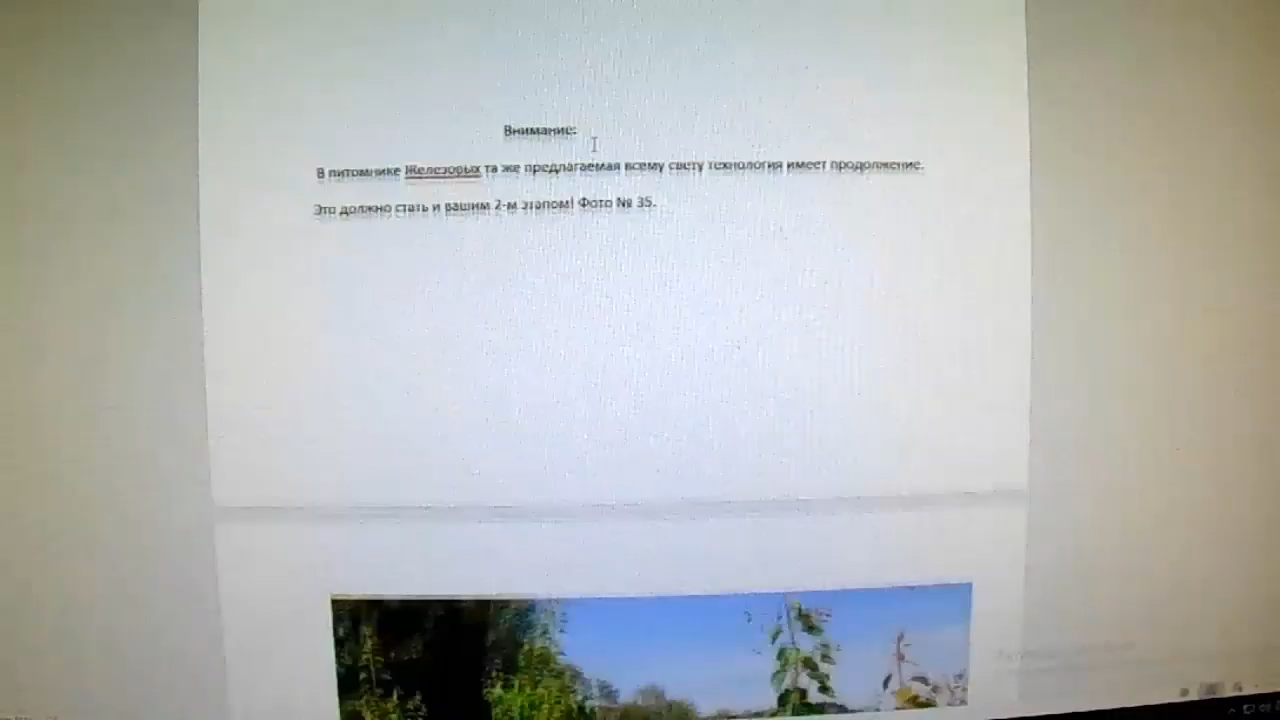 Внимание:
В питомнике Железовых та же предлагаемая всему свету технология имеет продолжение.
Это должно стать и вашим 2-м этапом! Фото № 35.